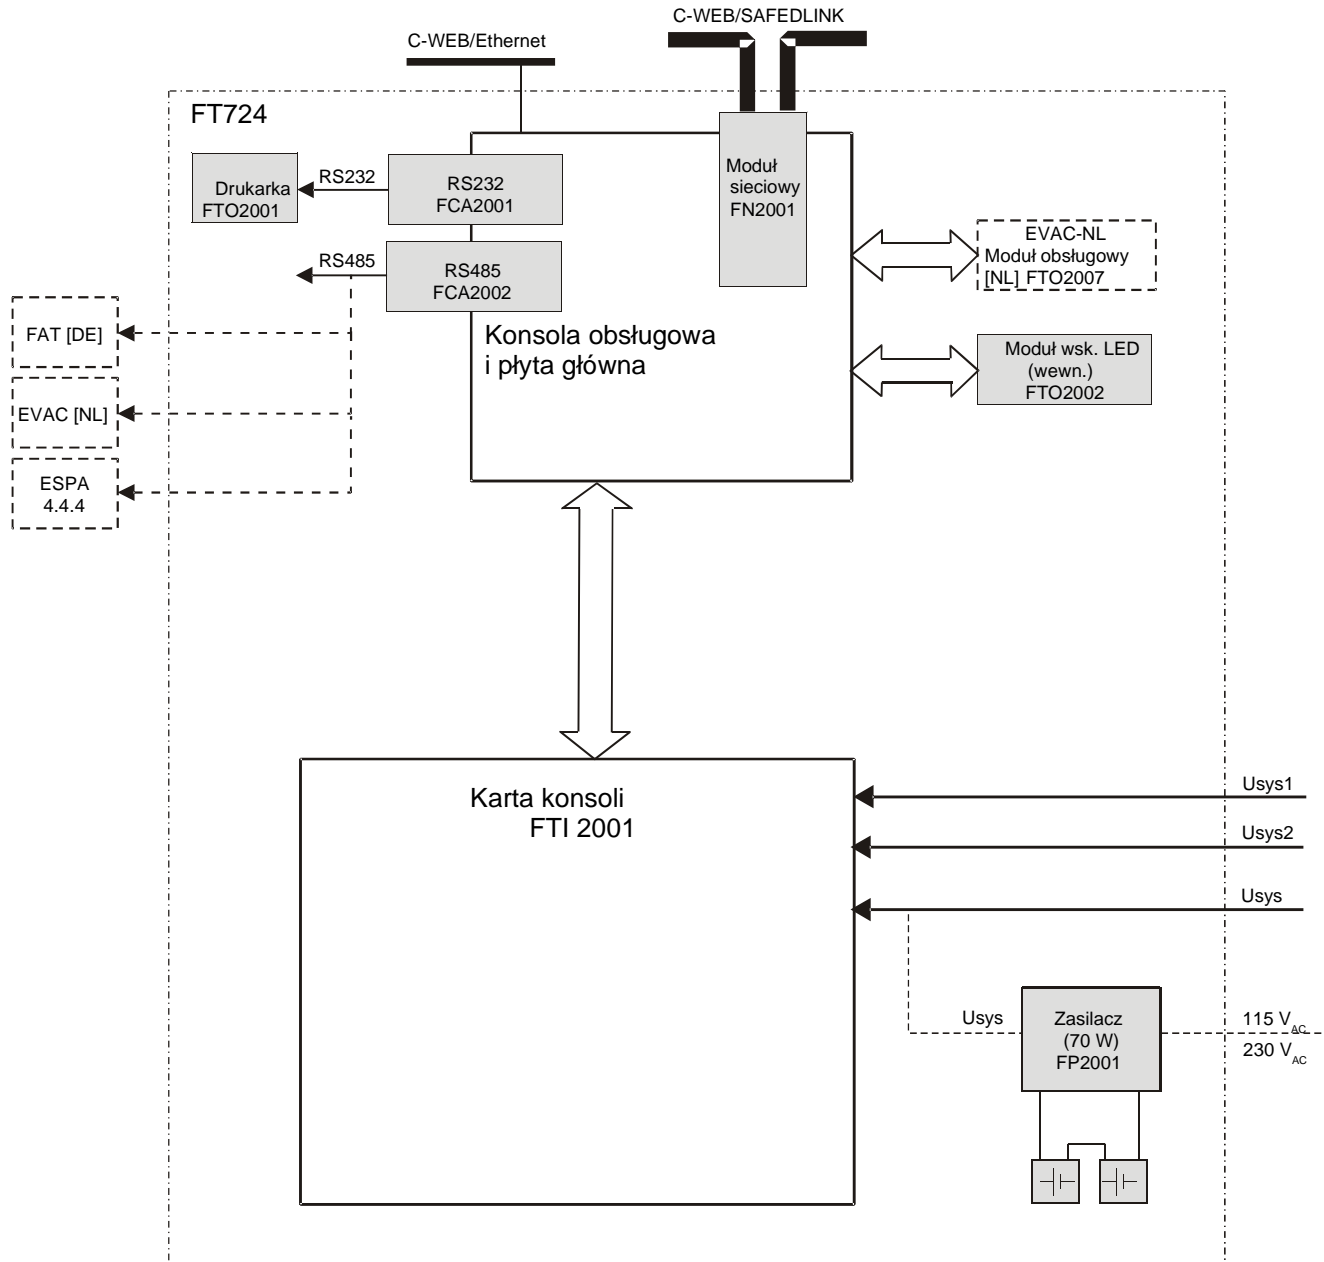 C-WEB/SAFEDLINK
C-WEB/Ethernet
FT724
Drukarka
FTO2001
RS232
RS232
FCA2001
Moduł
sieciowy
FN2001
RS485
RS485
FCA2002
EVAC-NL
Moduł obsługowy
[NL] FTO2007
FAT [DE]
Konsola obsługowa
i płyta główna
Moduł wsk. LED
(wewn.)
FTO2002
EVAC [NL]
ESPA
4.4.4
Karta konsoli
FTI 2001
Usys1
Usys2
Usys
Usys
Zasilacz
(70 W)
FP2001
115 VAC
230 VAC